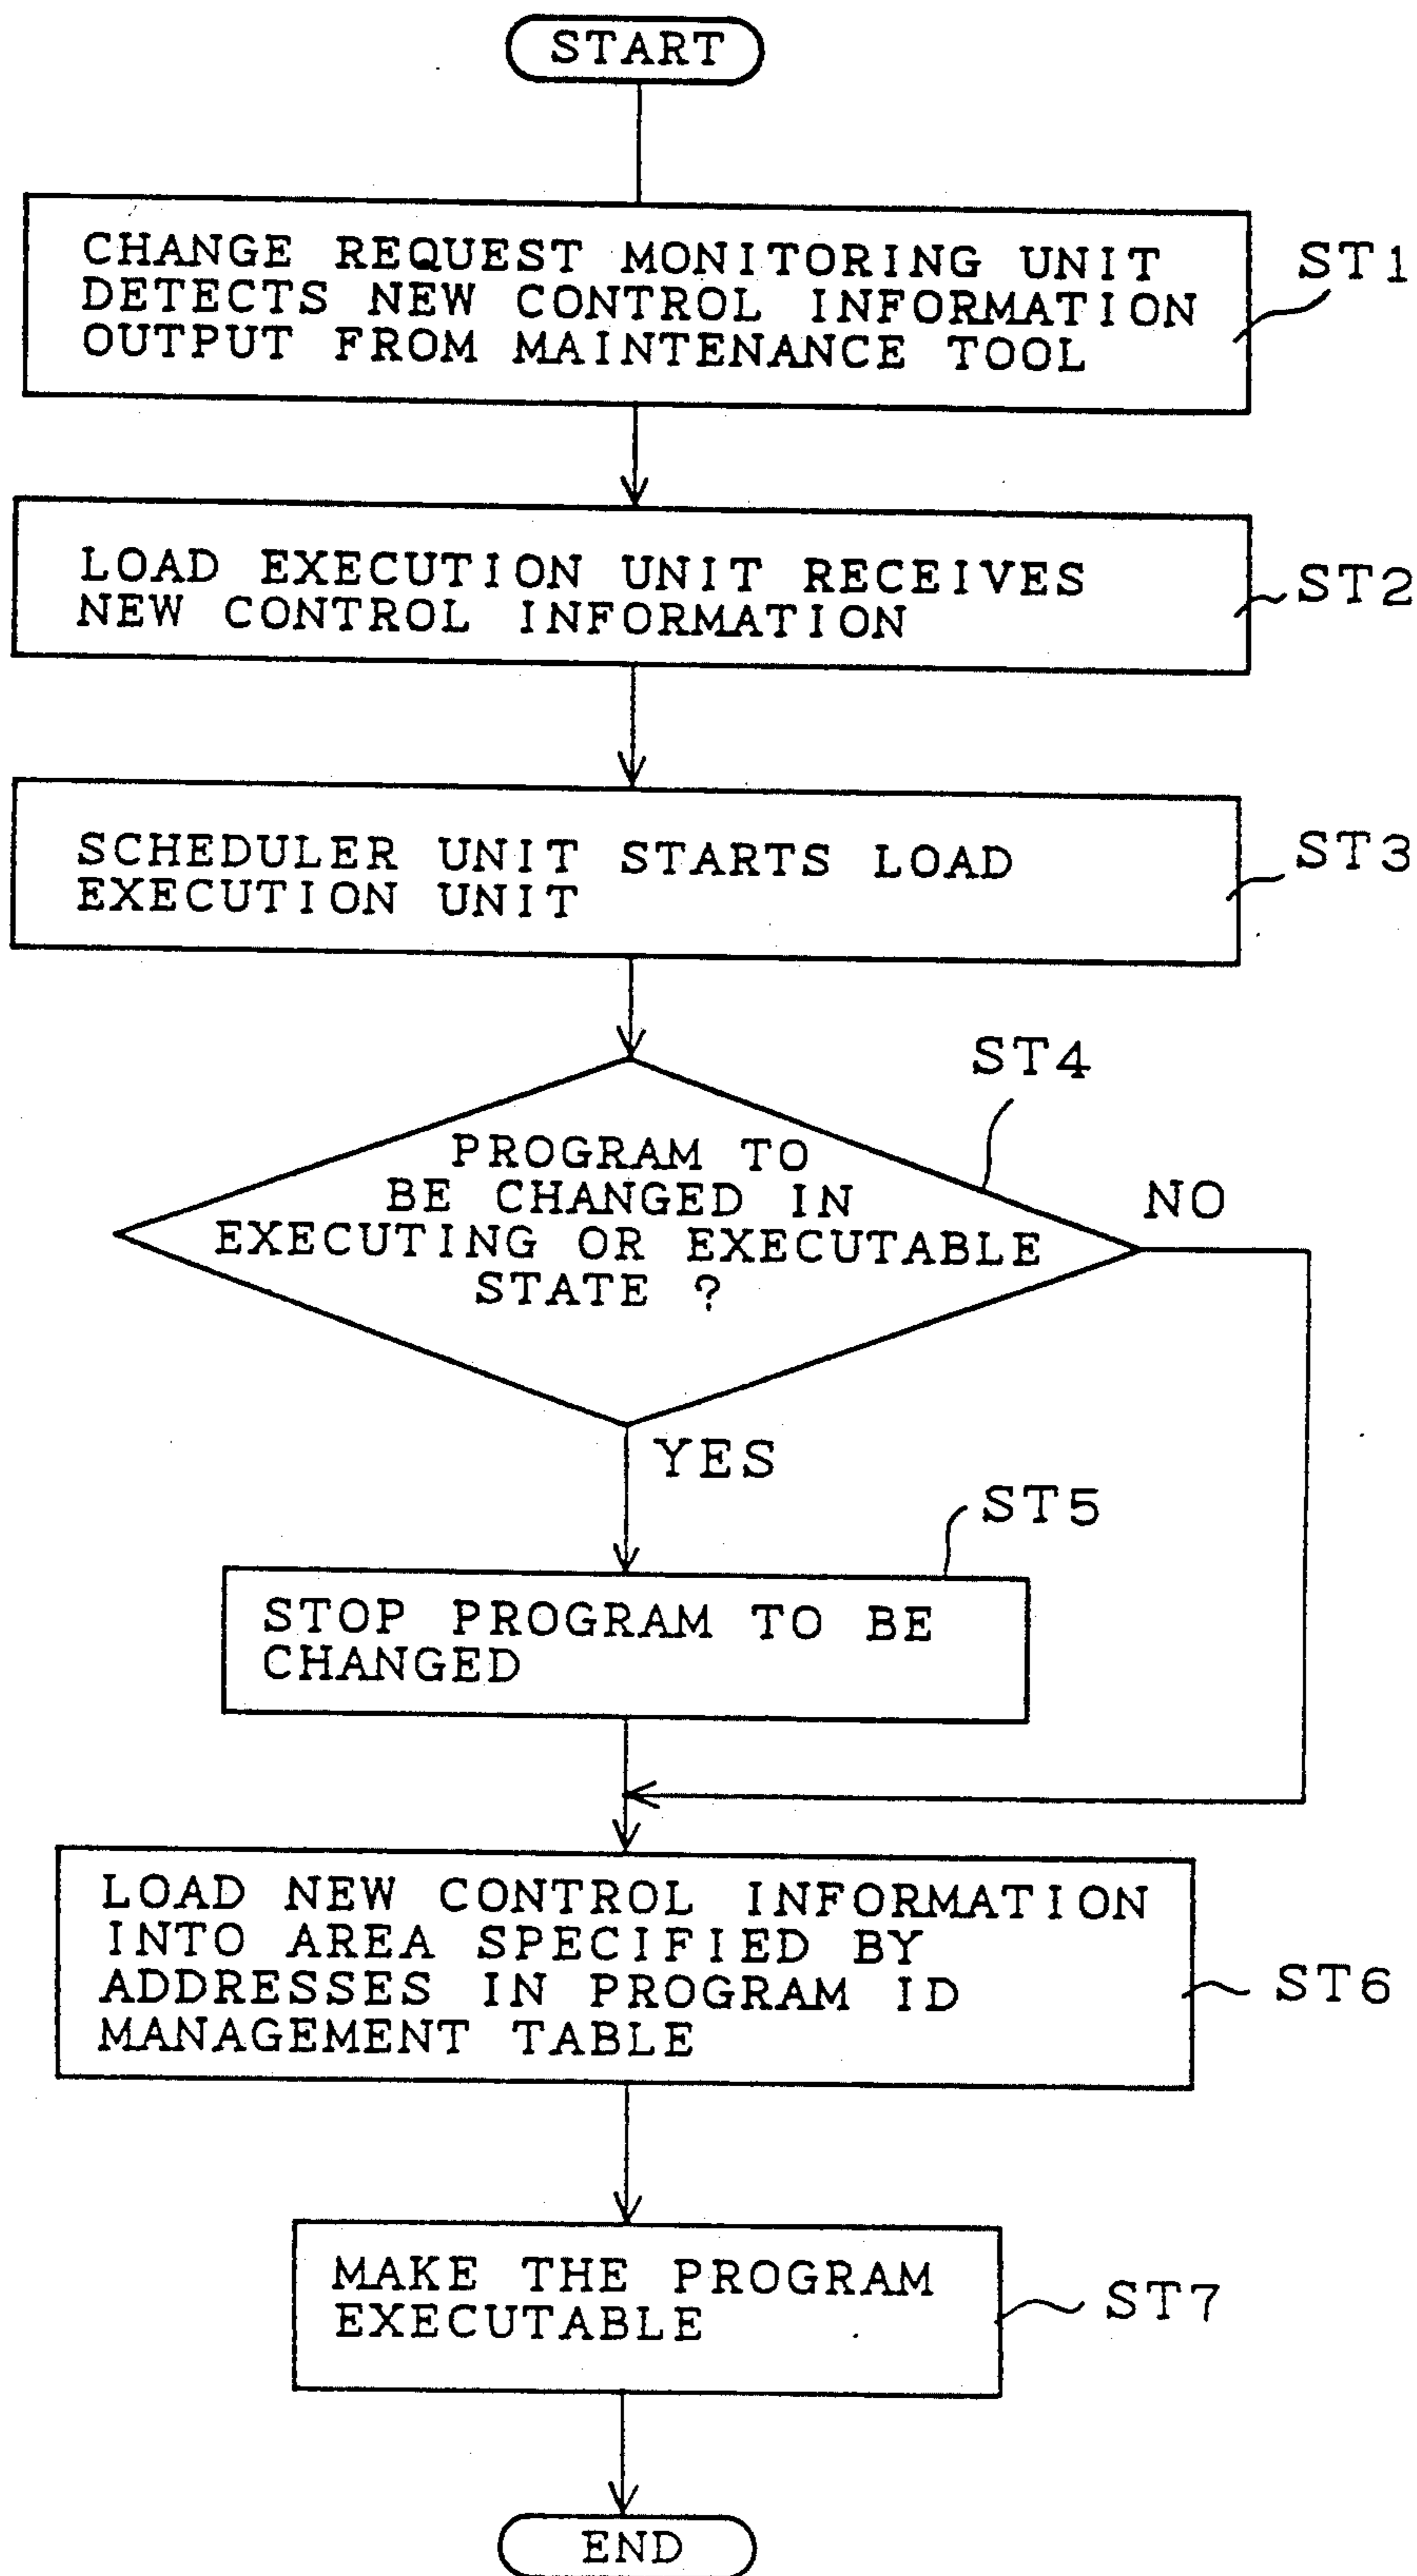 START
CHANGE REQUEST MONITORING UNIT
DETECTS NEW CONTROL INFORMATION
OUTPUT FROM MAINTENANCE TOOL
ST1
LOAD EXECUTION UNIT RECEIVES
NEW CONTROL INFORMATION
ST2
SCHEDULER UNIT STARTS LOAD
EXECUTION UNIT
ST3
ST4
PROGRAM TO
BE CHANGED IN
EXECUTING OR EXECUTABLE
STATE ?
NO
YES
ST5
STOP PROGRAM TO BE
CHANGED
LOAD NEW CONTROL INFORMATION
INTO AREA SPECIFIED BY
ADDRESSES IN PROGRAM ID
MANAGEMENT TABLE
ST6
MAKE THE PROGRAM
EXECUTABLE
ST7
END